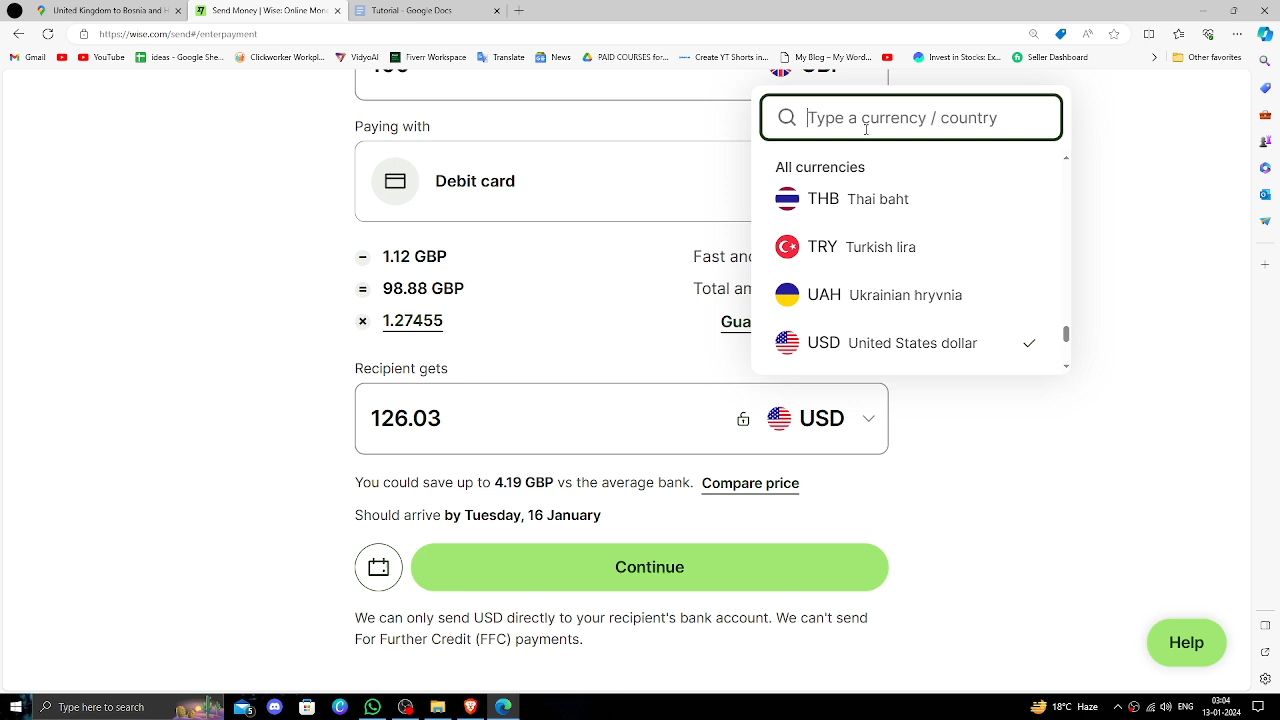 United Kingdom to Bosnia and H
Send Money | Wise: Online Mone
Tutorial - Google Docs
https://wise.com/send#/enterpayment
Gmail
YouTube
ideas - Google She...
Clickworker Workpl...
VidyoAI
Fiverr Workspace
Translate
News
PAID COURSES for...
Create YT Shorts in...
My Blog – My Word...
Invest in Stocks: Ex...
Seller Dashboard
Other favorites
Paying with
Debit card
− 1.12 GBP
Fast and
= 98.88 GBP
Total am
× 1.27455
Gua
Type a currency / country
All currencies
THB Thai baht
TRY Turkish lira
UAH Ukrainian hryvnia
USD United States dollar
Recipient gets
126.03
USD
You could save up to 4.19 GBP vs the average bank. Compare price
Should arrive by Tuesday, 16 January
Continue
We can only send USD directly to your recipient's bank account. We can't send
For Further Credit (FFC) payments.
Help
Type here to search
18°C Haze
ENG
03:04
13-01-2024